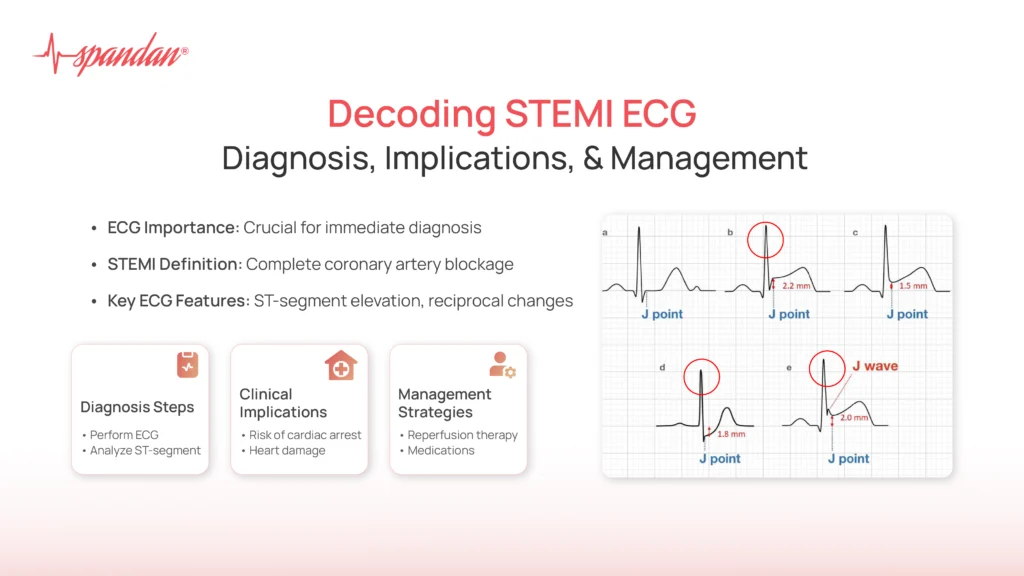 spandan®
Decoding STEMI ECG
Diagnosis, Implications, & Management
• ECG Importance: Crucial for immediate diagnosis
• STEMI Definition: Complete coronary artery blockage
• Key ECG Features: ST-segment elevation, reciprocal changes
Diagnosis Steps
• Perform ECG
• Analyze ST-segment
Clinical
Implications
• Risk of cardiac arrest
• Heart damage
Management
Strategies
• Reperfusion therapy
• Medications
a
J point
b
2.2 mm
J point
c
1.5 mm
J point
d
1.8 mm
J point
e
J wave
2.0 mm
J point